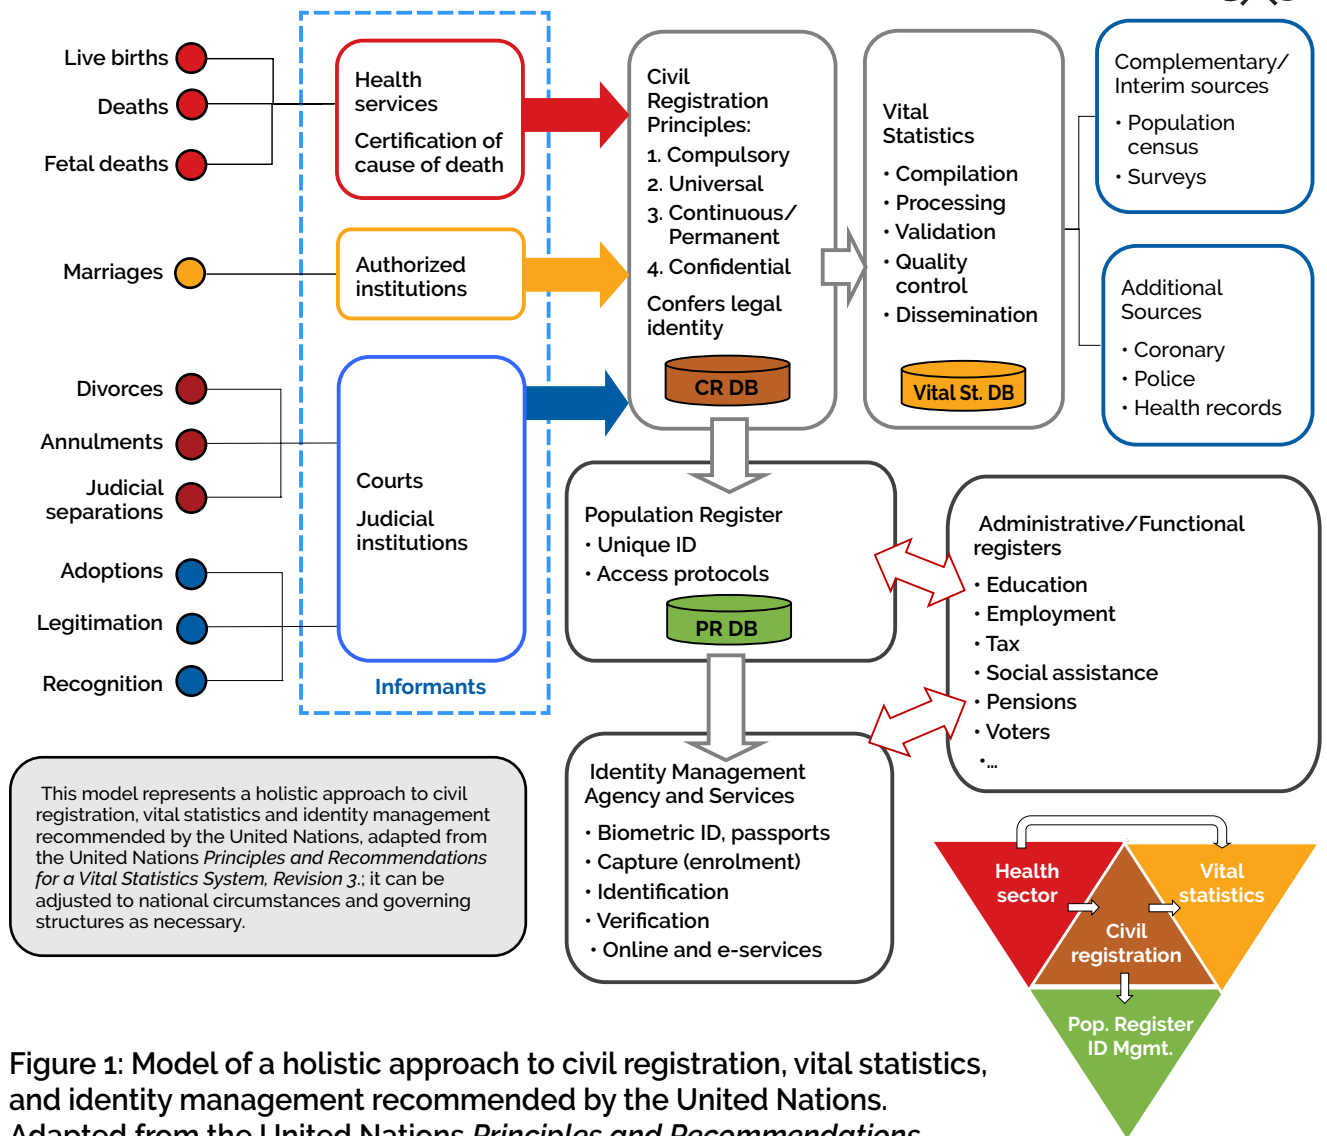 Live births
Deaths
Fetal deaths
Marriages
Divorces
Annulments
Judicial
separations
Adoptions
Legitimation
Recognition
Health
services
Certification of
cause of death
Authorized
institutions
Courts
Judicial
institutions
Informants
Civil
Registration
Principles:
1. Compulsory
2. Universal
3. Continuous/
Permanent
4. Confidential
Confers legal
identity
CR DB
Vital
Statistics
• Compilation
• Processing
• Validation
• Quality
control
• Dissemination
Vital St. DB
Complementary/
Interim sources
• Population
census
• Surveys
Additional
Sources
• Coronary
• Police
• Health records
Population Register
• Unique ID
• Access protocols
PR DB
Administrative/Functional
registers
• Education
• Employment
• Tax
• Social assistance
• Pensions
• Voters
•...
Identity Management
Agency and Services
• Biometric ID, passports
• Capture (enrolment)
• Identification
• Verification
• Online and e-services
This model represents a holistic approach to civil
registration, vital statistics and identity management
recommended by the United Nations, adapted from
the United Nations Principles and Recommendations
for a Vital Statistics System, Revision 3.; it can be
adjusted to national circumstances and governing
structures as necessary.
Health
sector
Vital
statistics
Civil
registration
Pop. Register
ID Mgmt.
Figure 1: Model of a holistic approach to civil registration, vital statistics,
and identity management recommended by the United Nations.
Adapted from the United Nations Principles and Recommendations